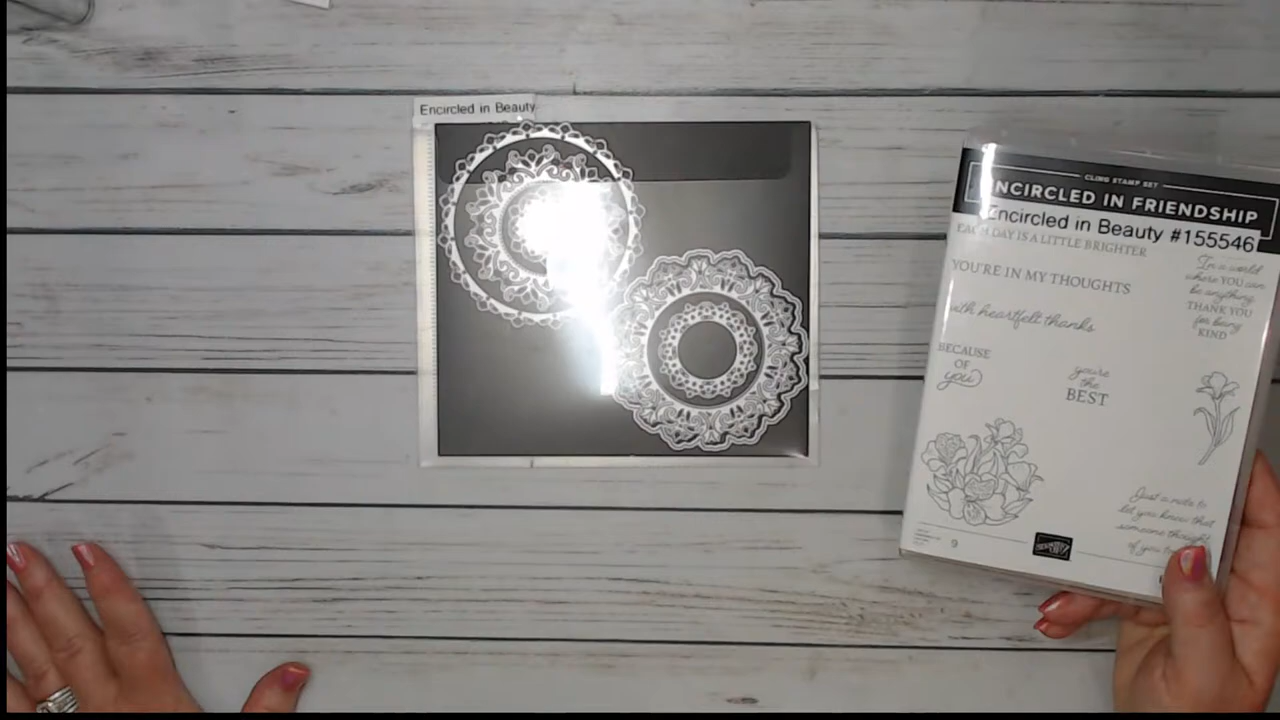 Encircled in Beauty
CLING STAMP SET
ENCIRCLED IN FRIENDSHIP
Encircled in Beauty #155546
EACH DAY IS A LITTLE BRIGHTER
YOU'RE IN MY THOUGHTS
with heartfelt thanks
In a world
where YOU can
be anything,
THANK YOU
for being
KIND
BECAUSE
OF
you
you're
the
BEST
Just a note to
let you know that
someone thought
of you
9
STAMPIN' UP!